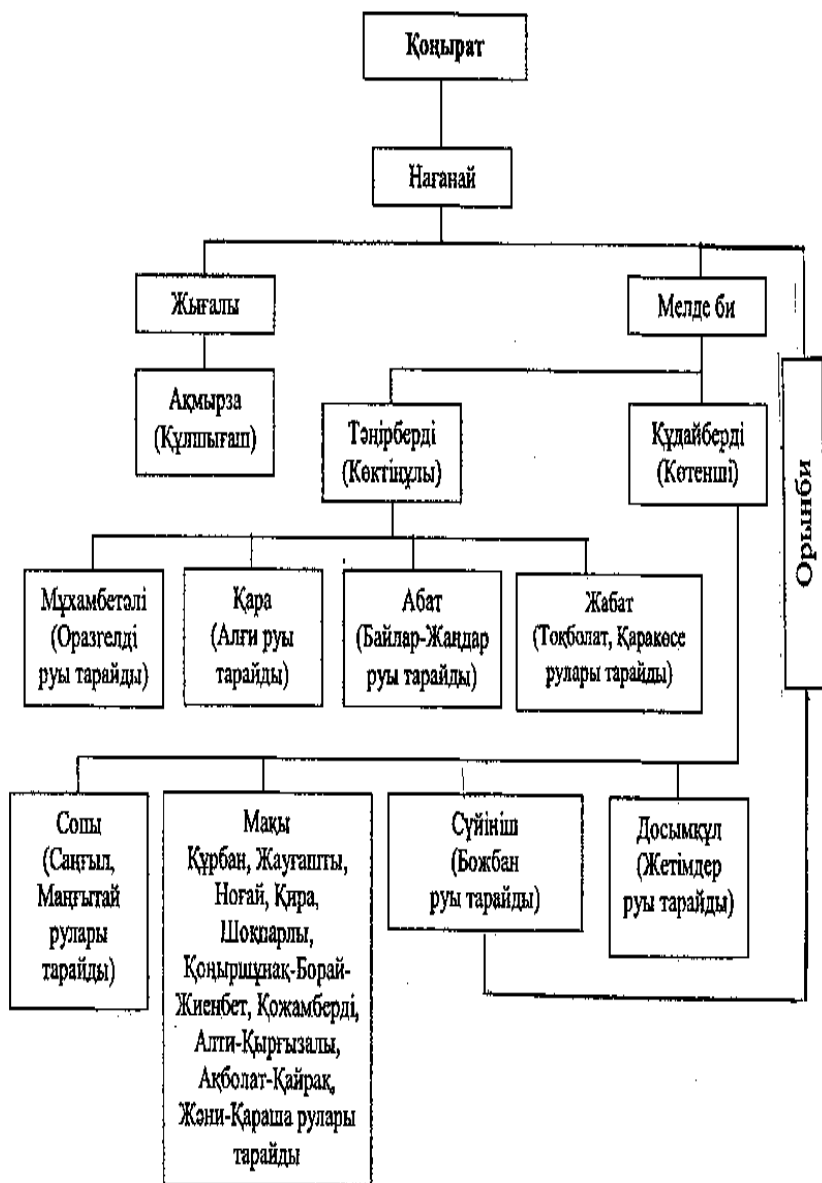 Қоңырат
Нағанай
Жығалы
Мелде би
Ақмырза
(Құлшығаш)
Тәңірберді
(Көктіңұлы)
Құдайберді
(Көтенші)
Орынби
Мұхамбетәлі
(Оразгелді
руы тарайды)
Қара
(Алғи руы
тарайды)
Абат
(Байлар-Жаңдар
руы тарайды)
Жабат
(Тоқболат, Қаракөсе
рулары тарайды)
Сопы
(Саңғыл,
Маңғытай
рулары
тарайды)
Мақы
Құрбан, Жауғашты,
Ноғай, Қира,
Шоқпарлы,
Қоңыршұнақ-Борай-
Жиенбет, Қожамберді,
Алти-Қырғызалы,
Ақболат-Қайрақ,
Жәни-Қараша рулары
тарайды
Сүйініш
(Божбан
руы тарайды)
Досымқұл
(Жетімдер
руы тарайды)